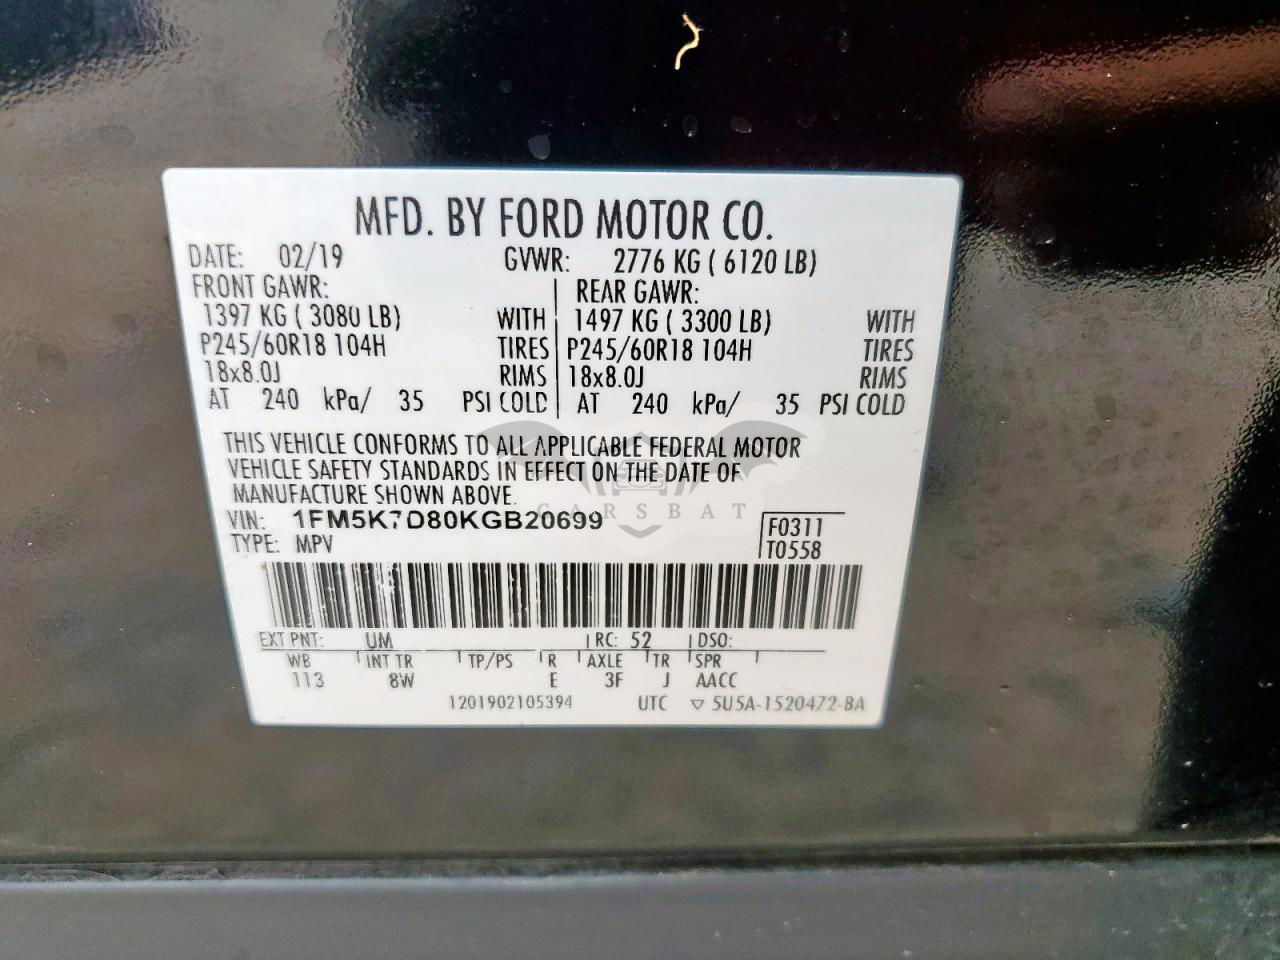 MFD. BY FORD MOTOR CO.
DATE: 02/19 GVWR: 2776 KG ( 6120 LB)
FRONT GAWR: REAR GAWR:
1397 KG ( 3080 LB) WITH 1497 KG ( 3300 LB) WITH
P245/60R18 104H TIRES P245/60R18 104H TIRES
18x8.0J RIMS 18x8.0J RIMS
AT 240 kPa/ 35 PSI COLD AT 240 kPa/ 35 PSI COLD
THIS VEHICLE CONFORMS TO ALL APPLICABLE FEDERAL MOTOR
VEHICLE SAFETY STANDARDS IN EFFECT ON THE DATE OF
MANUFACTURE SHOWN ABOVE.
CARSBAT
VIN: 1FM5K7D80KGB20699 F0311
TYPE: MPV T0558
EXT PNT: UM RC: 52 DSO:
WB INT TR TP/PS R AXLE TR SPR
113 8W E 3F J AACC
1201902105394 UTC ▽ 5U5A-1520472-BA